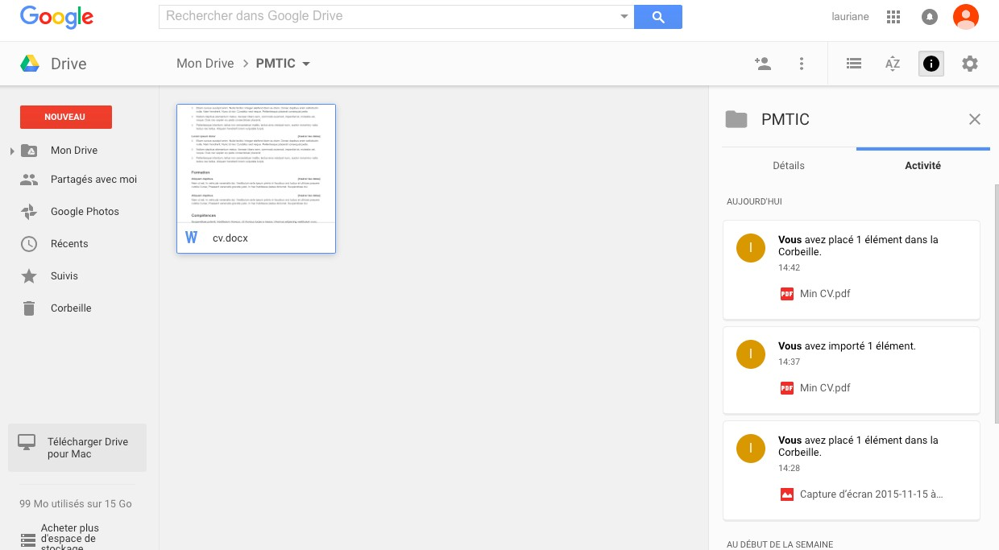 Google
Rechercher dans Google Drive
lauriane
Drive
Mon Drive > PMTIC
AZ
NOUVEAU
Mon Drive
Partagés avec moi
Google Photos
Récents
Suivis
Corbeille
Télécharger Drive
pour Mac
99 Mo utilisés sur 15 Go
Acheter plus
d'espace de
stockage
Formation
Compétences
W
cv.docx
PMTIC
Détails
Activité
AUJOURD'HUI
l
Vous avez placé 1 élément dans la
Corbeille.
14:42
PDF Min CV.pdf
l
Vous avez importé 1 élément.
14:37
PDF Min CV.pdf
l
Vous avez placé 1 élément dans la
Corbeille.
14:28
Capture d'écran 2015-11-15 à...
AU DÉBUT DE LA SEMAINE